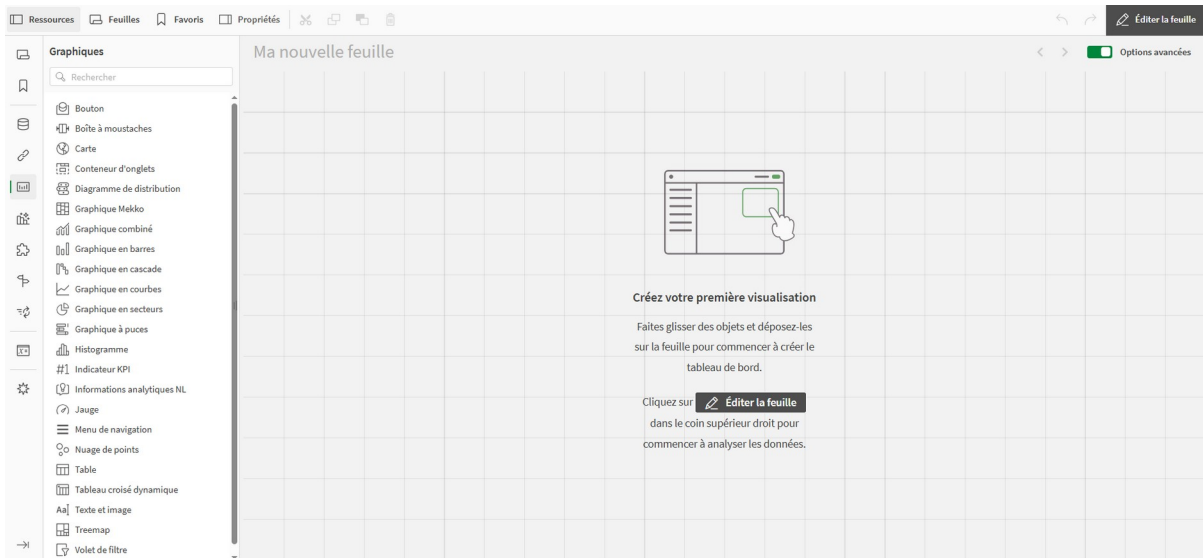 Ressources Feuilles Favoris Propriétés Éditer la feuille
Graphiques
Ma nouvelle feuille
Options avancées
Rechercher
Bouton
Boîte à moustaches
Carte
Conteneur d'onglets
Diagramme de distribution
Graphique Mekko
Graphique combiné
Graphique en barres
Graphique en cascade
Graphique en courbes
Graphique en secteurs
Graphique à puces
Histogramme
#1 Indicateur KPI
Informations analytiques NL
Jauge
Menu de navigation
Nuage de points
Table
Tableau croisé dynamique
Aa Texte et image
Treemap
Volet de filtre
Créez votre première visualisation
Faites glisser des objets et déposez-les
sur la feuille pour commencer à créer le
tableau de bord.
Cliquez sur Éditer la feuille
dans le coin supérieur droit pour
commencer à analyser les données.